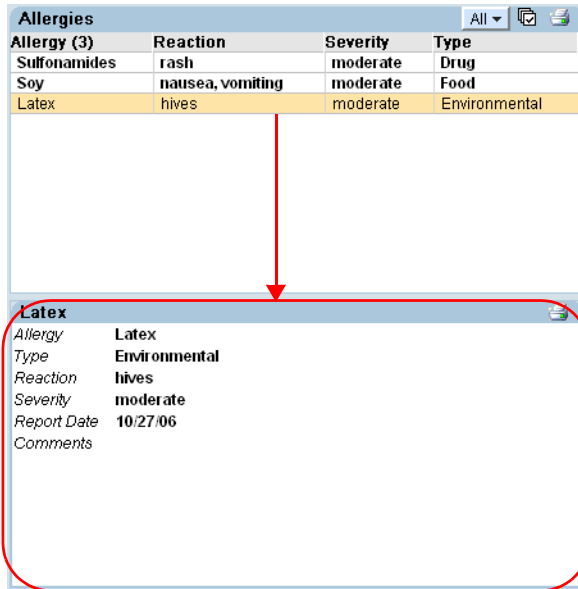 Allergies All
Allergy (3) Reaction Severity Type
Sulfonamides rash moderate Drug
Soy nausea, vomiting moderate Food
Latex hives moderate Environmental
Latex
Allergy Latex
Type Environmental
Reaction hives
Severity moderate
Report Date 10/27/06
Comments